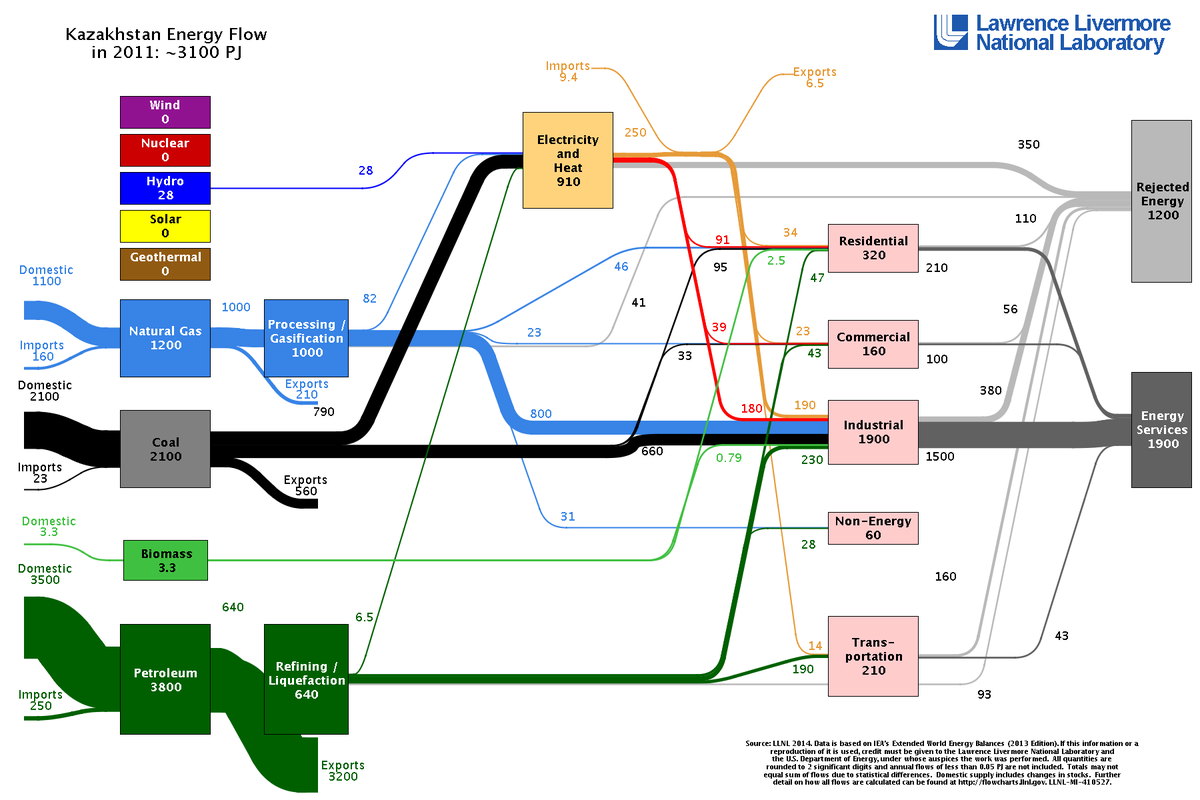 Kazakhstan Energy Flow
in 2011: ~3100 PJ
Lawrence Livermore
National Laboratory
Imports
9.4
Exports
6.5
Wind
0
Nuclear
0
Hydro
28
Solar
0
Geothermal
0
28
Electricity
and
Heat
910
250
350
Rejected
Energy
1200
Domestic
1100
Imports
160
Natural Gas
1200
1000
Processing /
Gasification
1000
82
Exports
210
46
23
41
91
95
34
2.5
47
Residential
320
110
210
39
33
23
43
Commercial
160
56
100
Domestic
2100
Imports
23
Coal
2100
790
Exports
560
800
660
180
190
0.79
230
Industrial
1900
380
1500
Energy
Services
1900
31
28
Non-Energy
60
Domestic
3.3
Biomass
3.3
Domestic
3500
Imports
250
Petroleum
3800
640
Refining /
Liquefaction
640
6.5
Exports
3200
14
190
Trans-
portation
210
160
43
93
Source: LLNL 2014. Data is based on IEA's Extended World Energy Balances (2013 Edition). If this information or a
reproduction of it is used, credit must be given to the Lawrence Livermore National Laboratory and
the U.S. Department of Energy, under whose auspices the work was performed. All quantities are
rounded to 2 significant digits and annual flows of less than 0.05 PJ are not included. Totals may not
equal sum of flows due to statistical differences. Domestic supply includes changes in stocks. Further
detail on how all flows are calculated can be found at http://flowcharts.llnl.gov. LLNL-MI-410527.